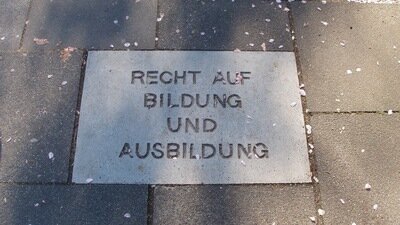 RECHT AUF
BILDUNG
UND
AUSBILDUNG